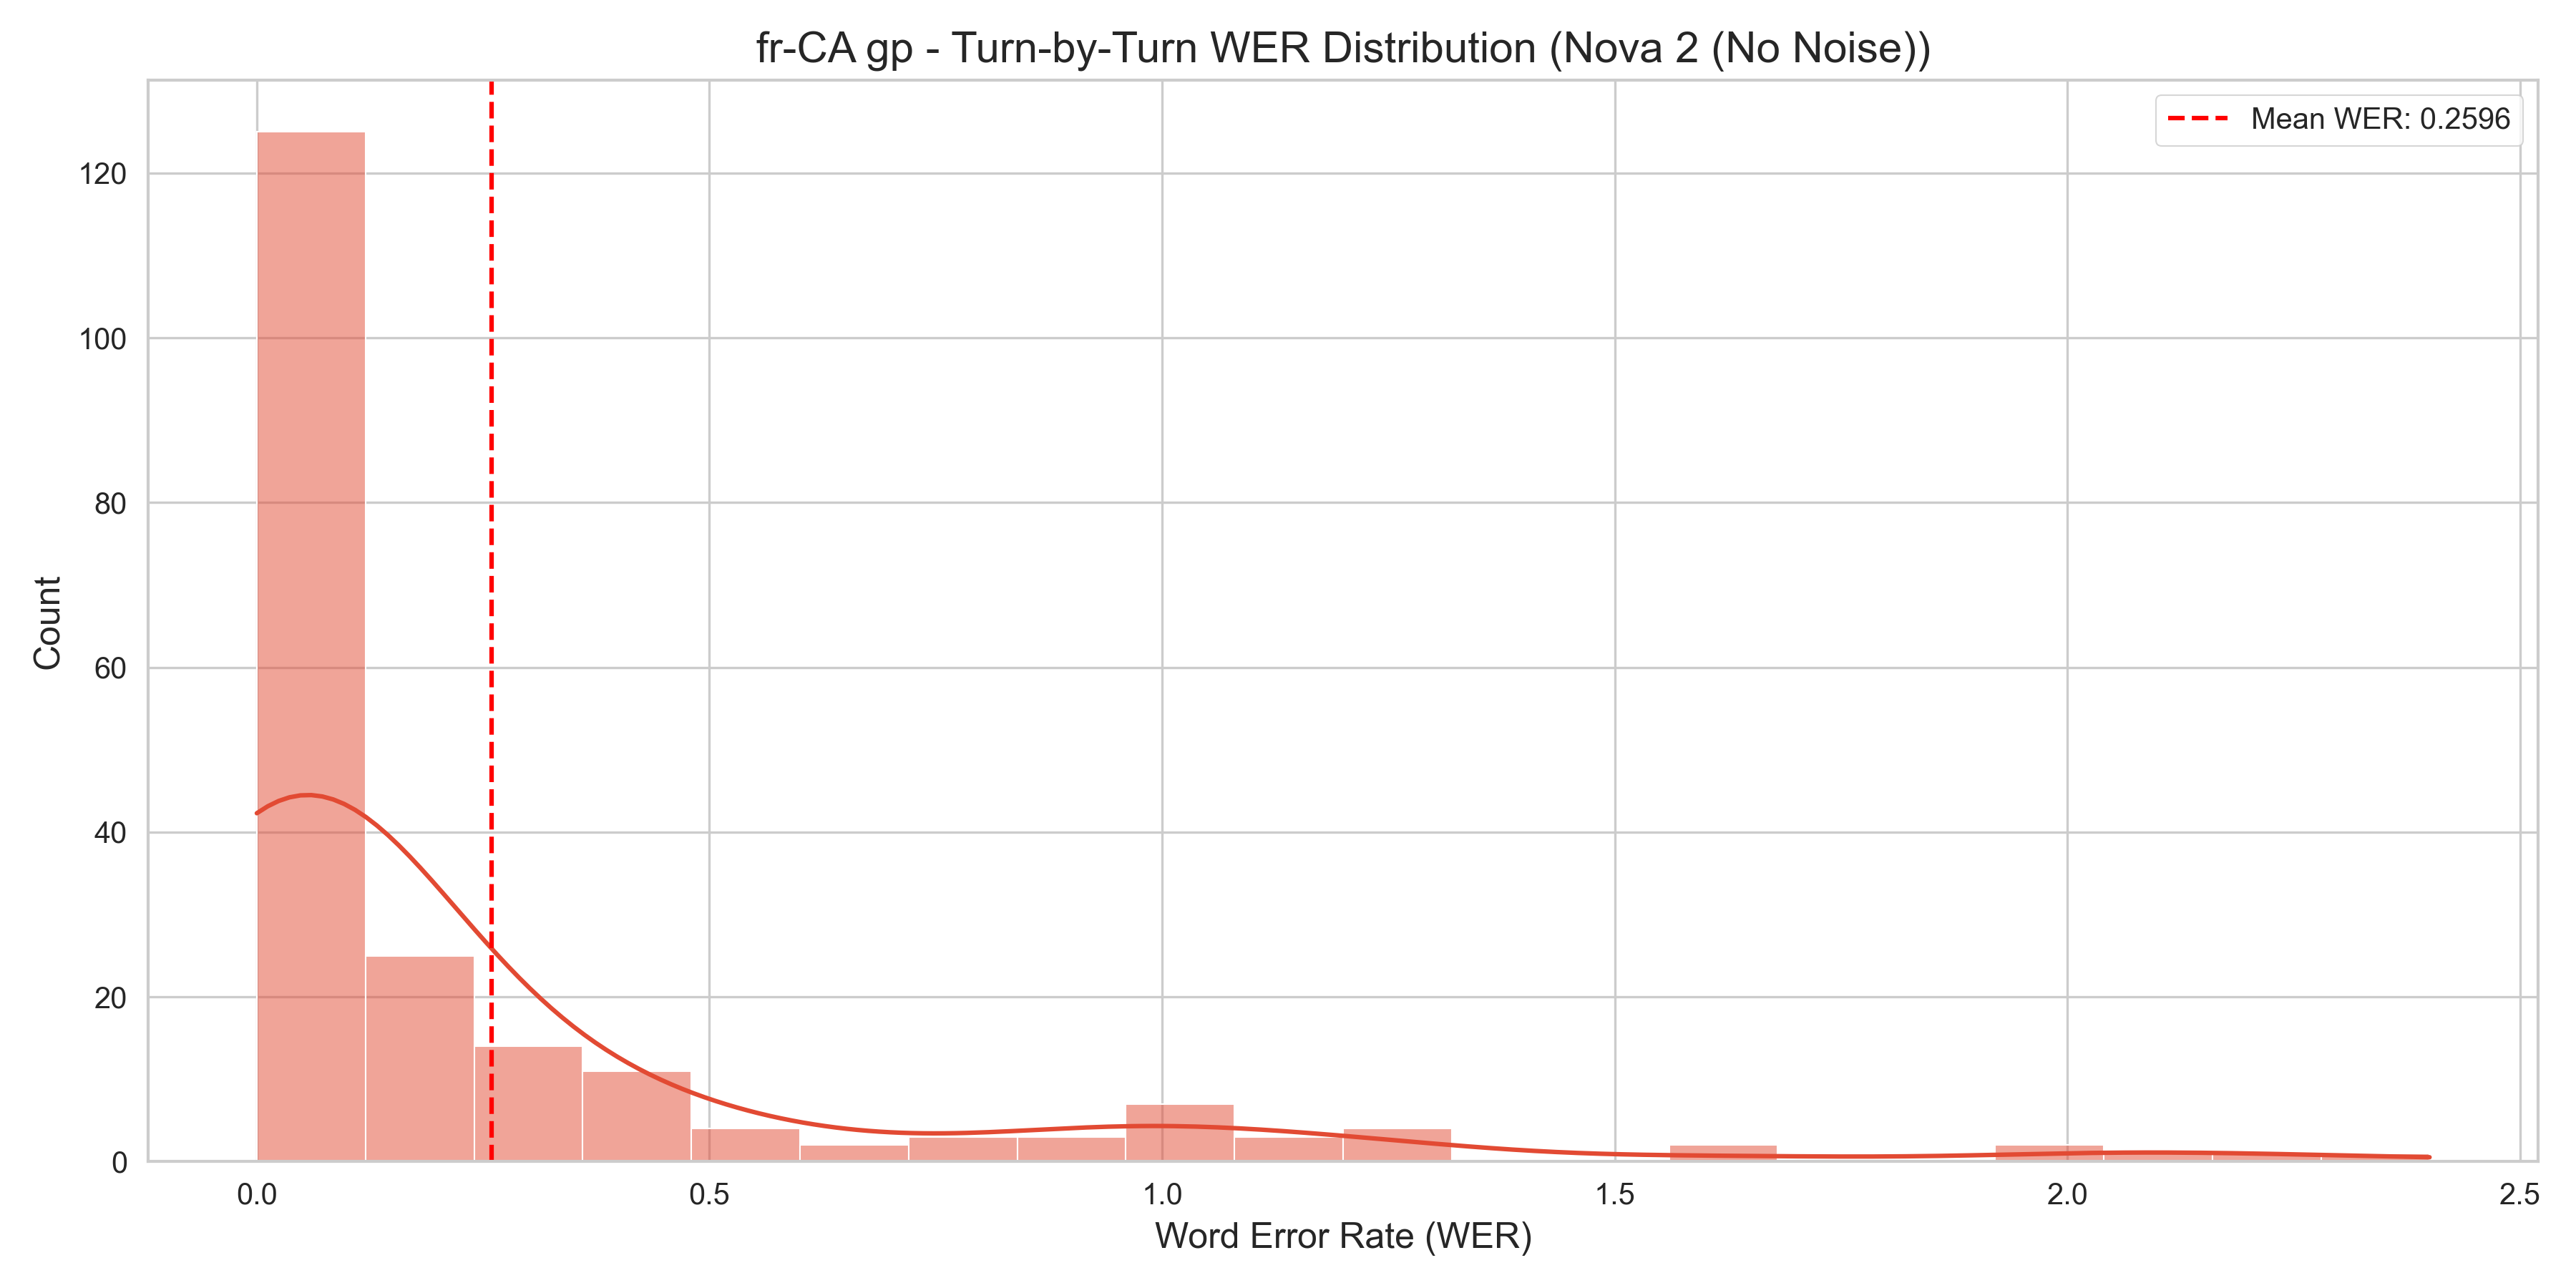 fr-CA gp - Turn-by-Turn WER Distribution (Nova 2 (No Noise))
Mean WER: 0.2596
120
100
80
60
40
20
0
Count
0.0 0.5 1.0 1.5 2.0 2.5
Word Error Rate (WER)